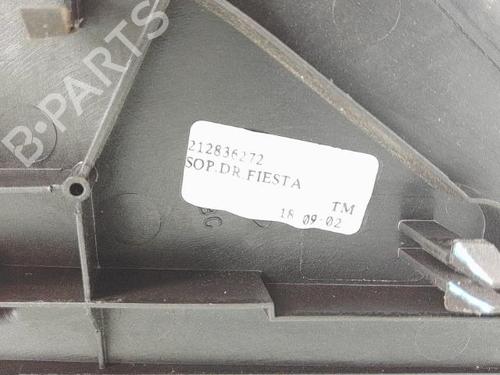 B-PARTS
212836272
SOP.DR.FIESTA
TM
18 09-02